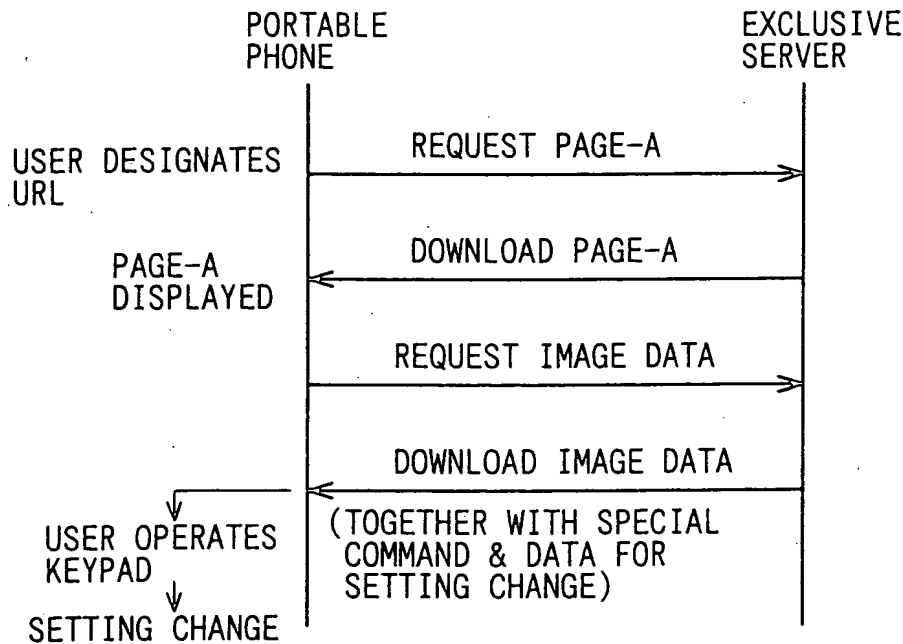 PORTABLE
PHONE
EXCLUSIVE
SERVER
USER DESIGNATES
URL
REQUEST PAGE-A
PAGE-A
DISPLAYED
DOWNLOAD PAGE-A
REQUEST IMAGE DATA
DOWNLOAD IMAGE DATA
(TOGETHER WITH SPECIAL
COMMAND & DATA FOR
SETTING CHANGE)
USER OPERATES
KEYPAD
SETTING CHANGE